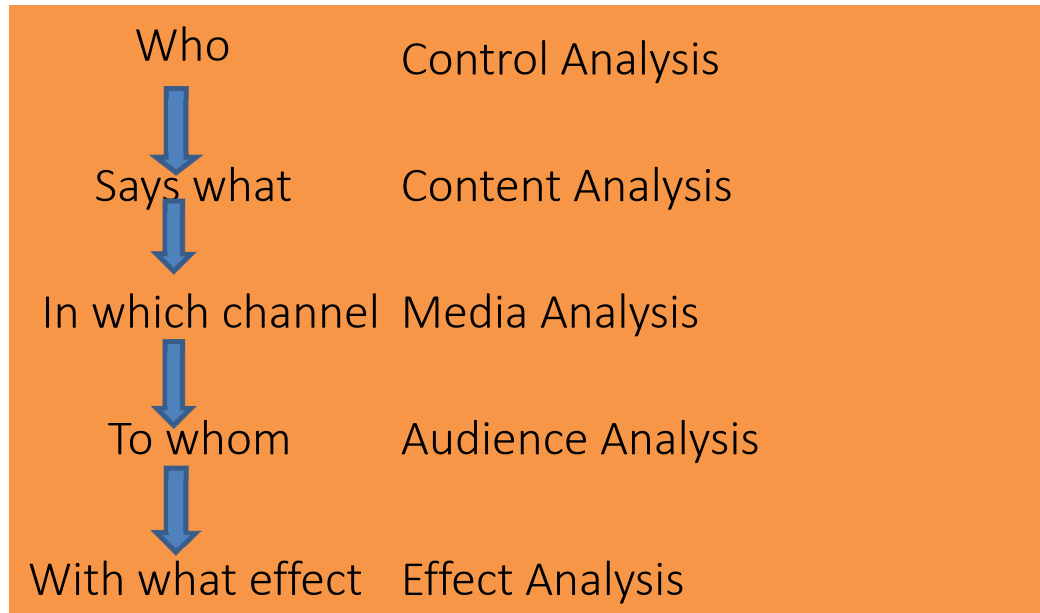 Who Control Analysis
Says what Content Analysis
In which channel Media Analysis
To whom Audience Analysis
With what effect Effect Analysis